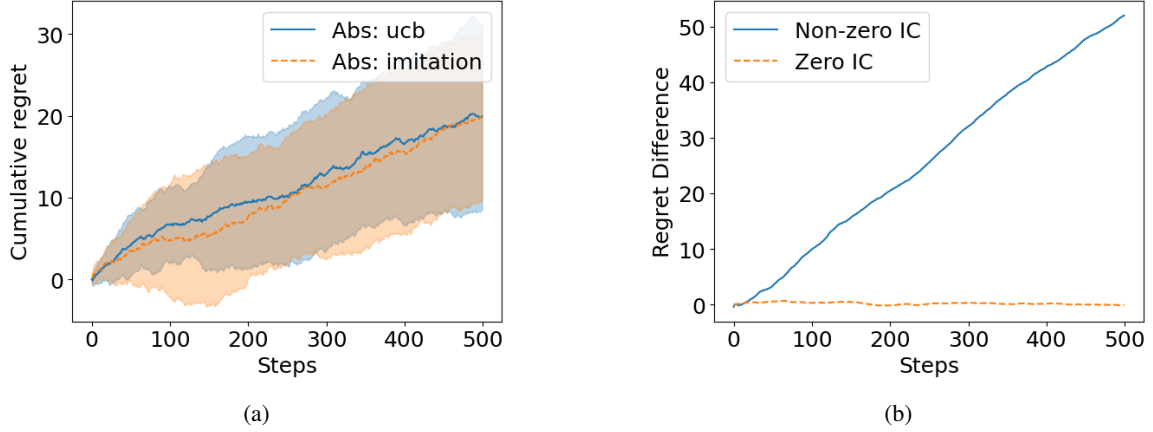 Cumulative regret
30
20
10
0
Abs: ucb
Abs: imitation
0 100 200 300 400 500
Steps
(a)
Regret Difference
50
40
30
20
10
0
Non-zero IC
Zero IC
0 100 200 300 400 500
Steps
(b)